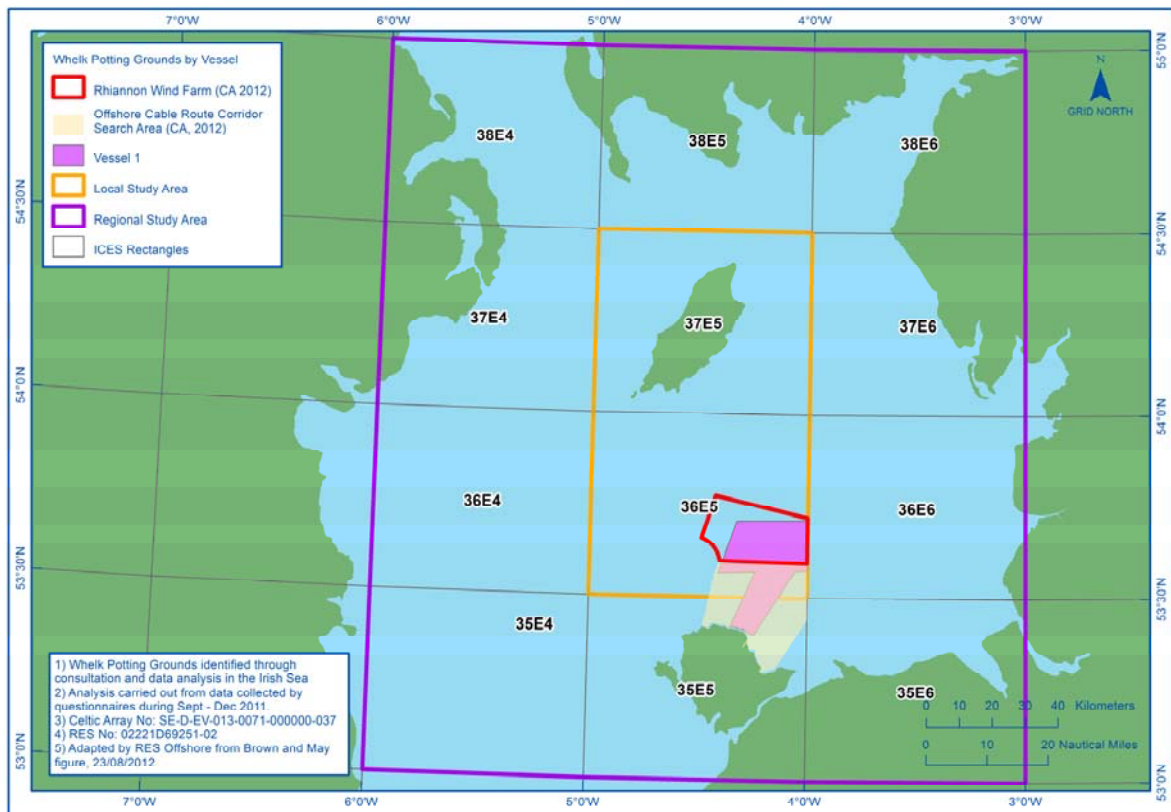 7°0'W 6°0'W 5°0'W 4°0'W 3°0'W
Whelk Potting Grounds by Vessel
Rhiannon Wind Farm (CA 2012)
Offshore Cable Route Corridor
Search Area (CA, 2012)
Vessel 1
Local Study Area
Regional Study Area
ICES Rectangles
N
GRID NORTH
55°0'N
38E4 38E5 38E6
54°30'N 54°30'N
37E4 37E5 37E6
54°0'N 54°0'N
36E4 36E5 36E6
53°30'N 53°30'N
35E4
35E5 35E6
1) Whelk Potting Grounds identified through
consultation and data analysis in the Irish Sea
2) Analysis carried out from data collected by
questionnaires during Sept - Dec 2011.
3) Celtic Array No: SE-D-EV-013-0071-000000-037
4) RES No: 02221D69251-02
5) Adapted by RES Offshore from Brown and May
figure, 23/08/2012
0 10 20 30 40 Kilometers
0 10 20 Nautical Miles
53°0'N 53°0'N
7°0'W 6°0'W 5°0'W 4°0'W 3°0'W